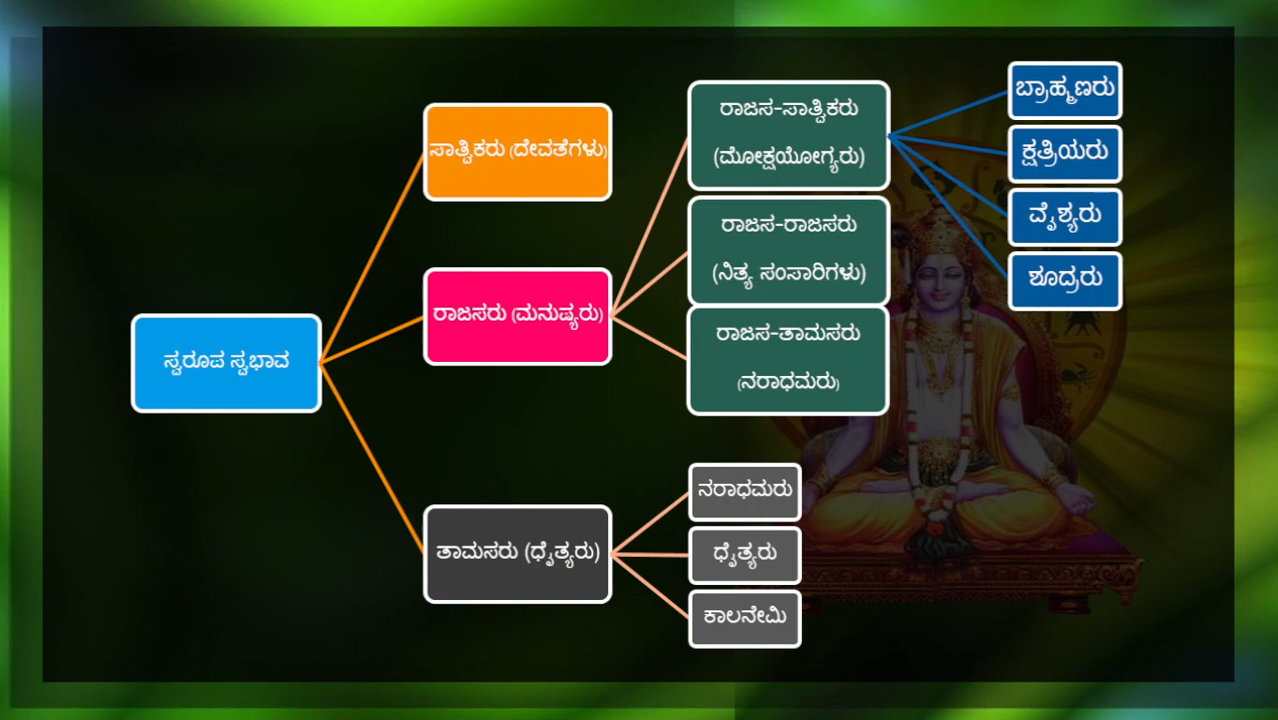 ಸ್ವರೂಪ ಸ್ವಭಾವ
ಸಾತ್ವಿಕರು (ದೇವತೆಗಳು)
ರಾಜಸರು (ಮನುಷ್ಯರು)
ತಾಮಸರು (ಧೈತ್ಯರು)
ರಾಜಸ-ಸಾತ್ವಿಕರು
(ಮೋಕ್ಷಯೋಗ್ಯರು)
ರಾಜಸ-ರಾಜಸರು
(ನಿತ್ಯ ಸಂಸಾರಿಗಳು)
ರಾಜಸ-ತಾಮಸರು
(ನರಾಧಮರು)
ನರಾಧಮರು
ಧೈತ್ಯರು
ಕಾಲನೇಮಿ
ಬ್ರಾಹ್ಮಣರು
ಕ್ಷತ್ರಿಯರು
ವೈಶ್ಯರು
ಶೂದ್ರರು